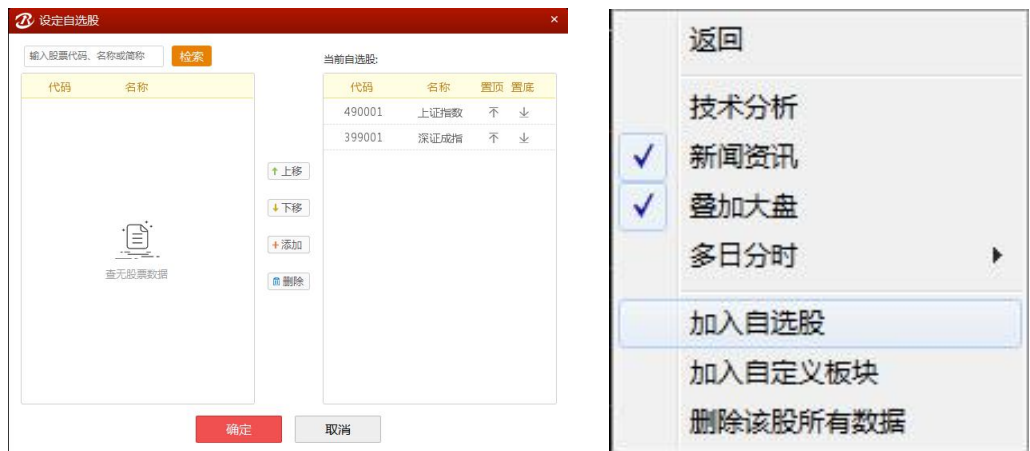 设定自选股
输入股票代码、名称或简称 检索
当前自选股:
代码 名称
代码 名称 置顶 置底
490001 上证指数
399001 深证成指
上移
下移
添加
删除
查无股票数据
确定 取消
返回
技术分析
新闻资讯
叠加大盘
多日分时
加入自选股
加入自定义板块
删除该股所有数据